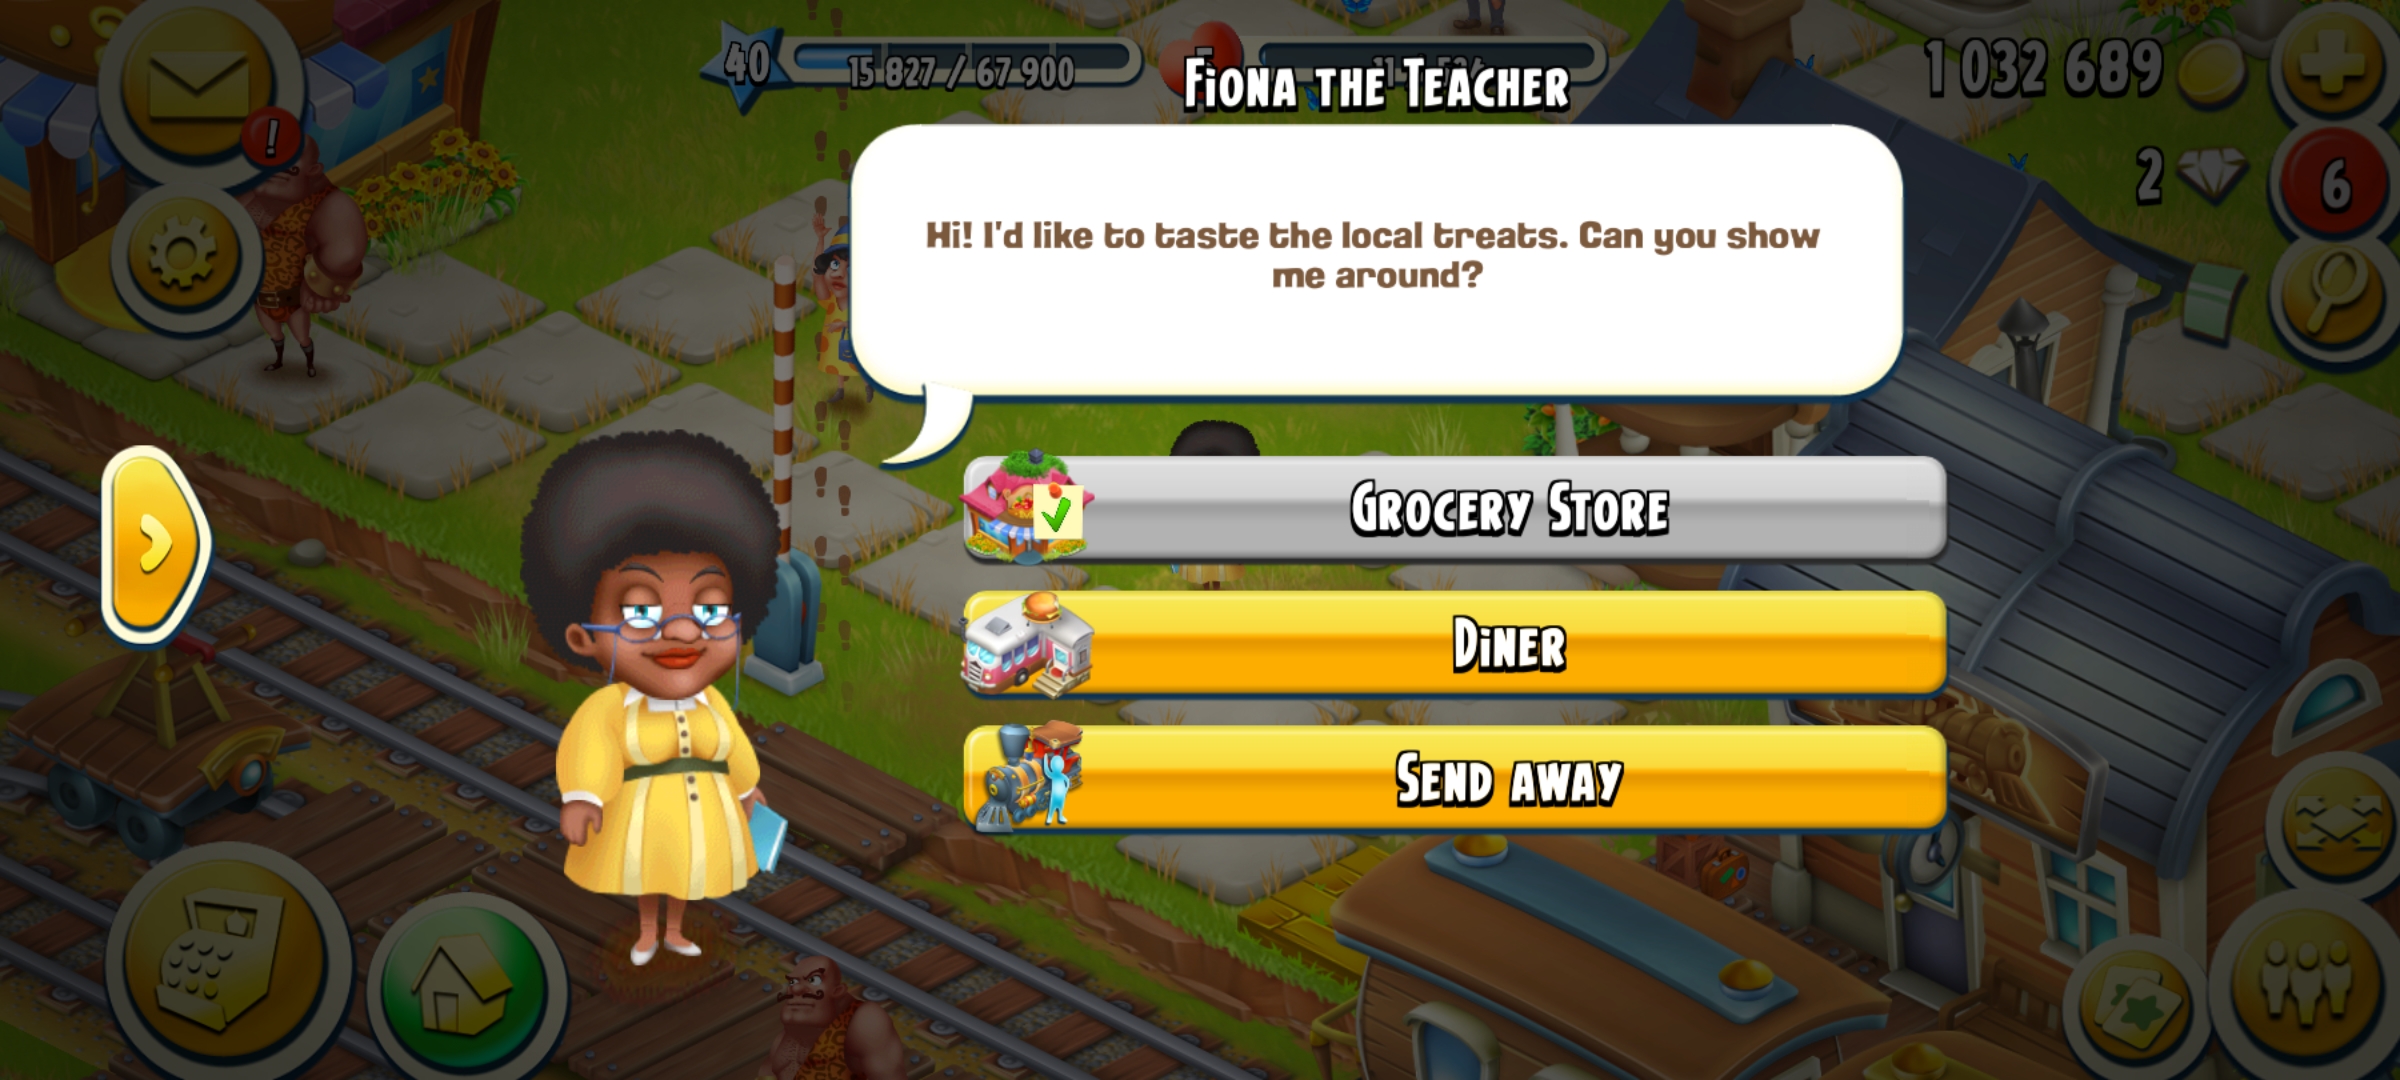 40
15 827 / 67 900
5
1 032 689
FiONA THE TEACHER
2
6
!
Hi! I'd like to taste the local treats. Can you show
me around?
GROCERY STORE
DiNER
SEND AWAY